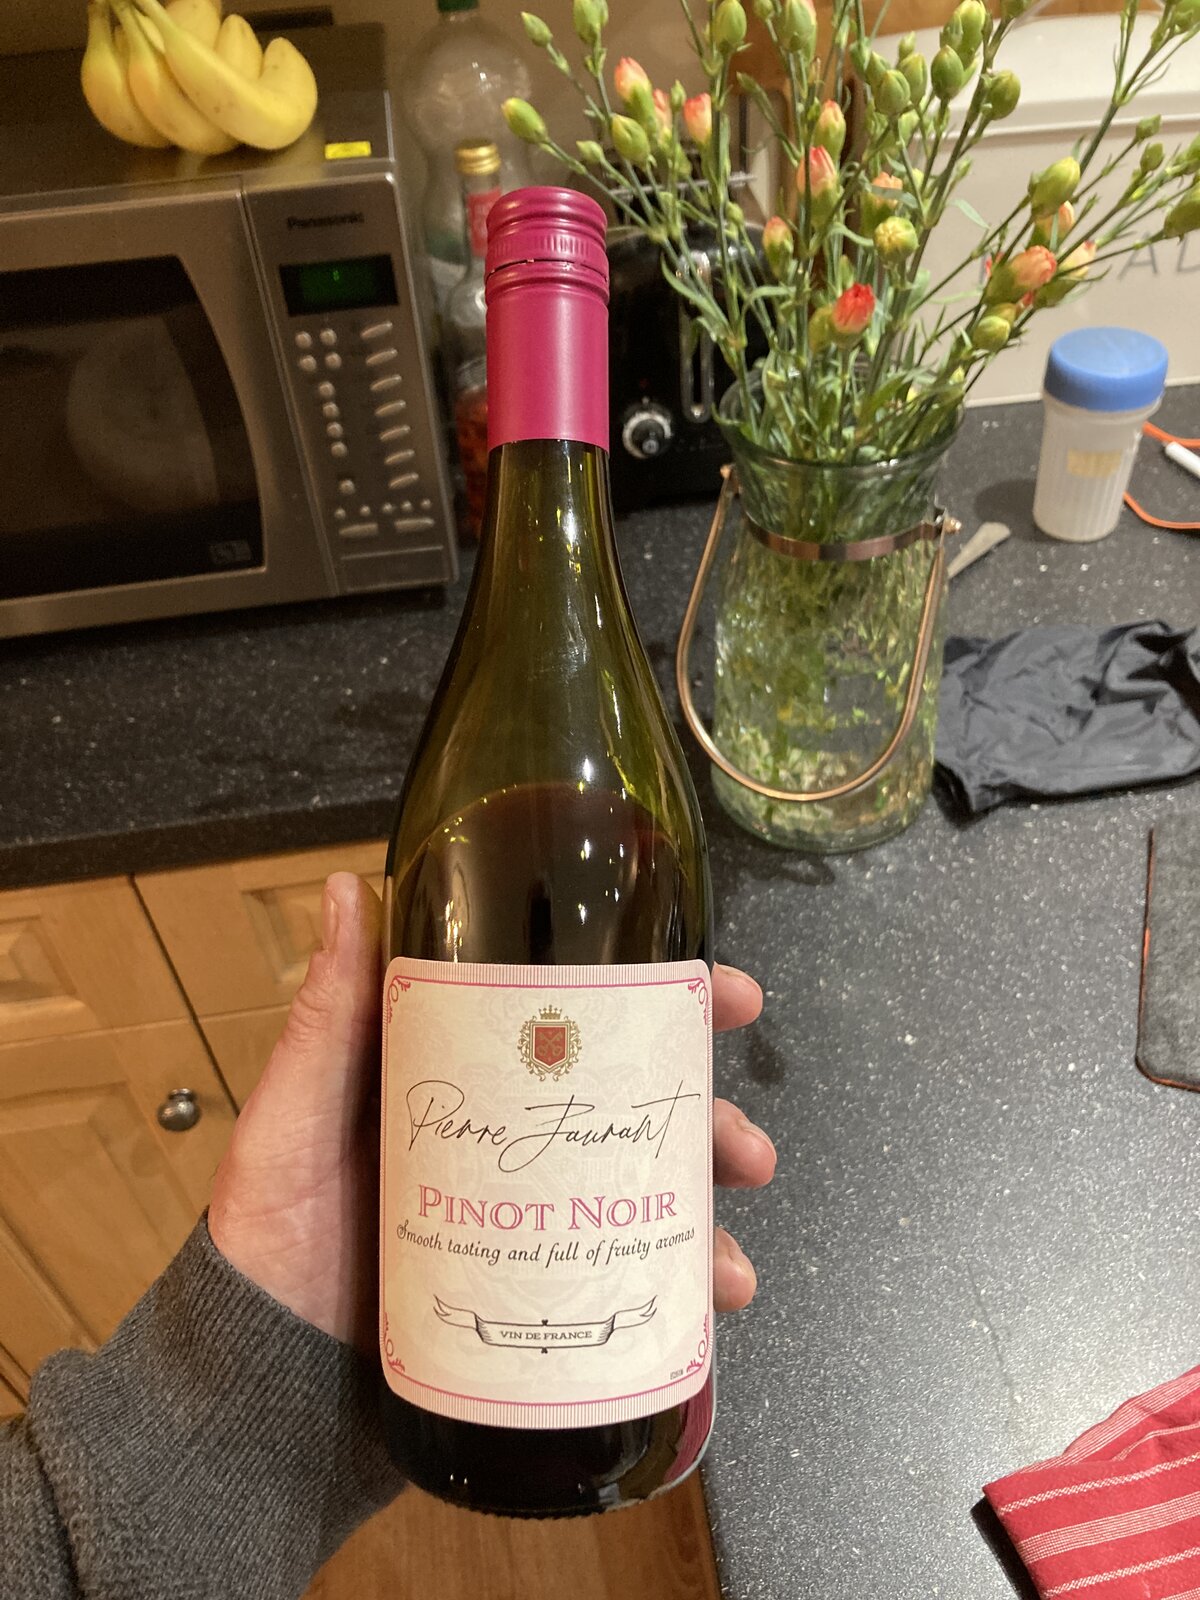 Panasonic
Pierre Jaurant
PINOT NOIR
Smooth tasting and full of fruity aromas
VIN DE FRANCE